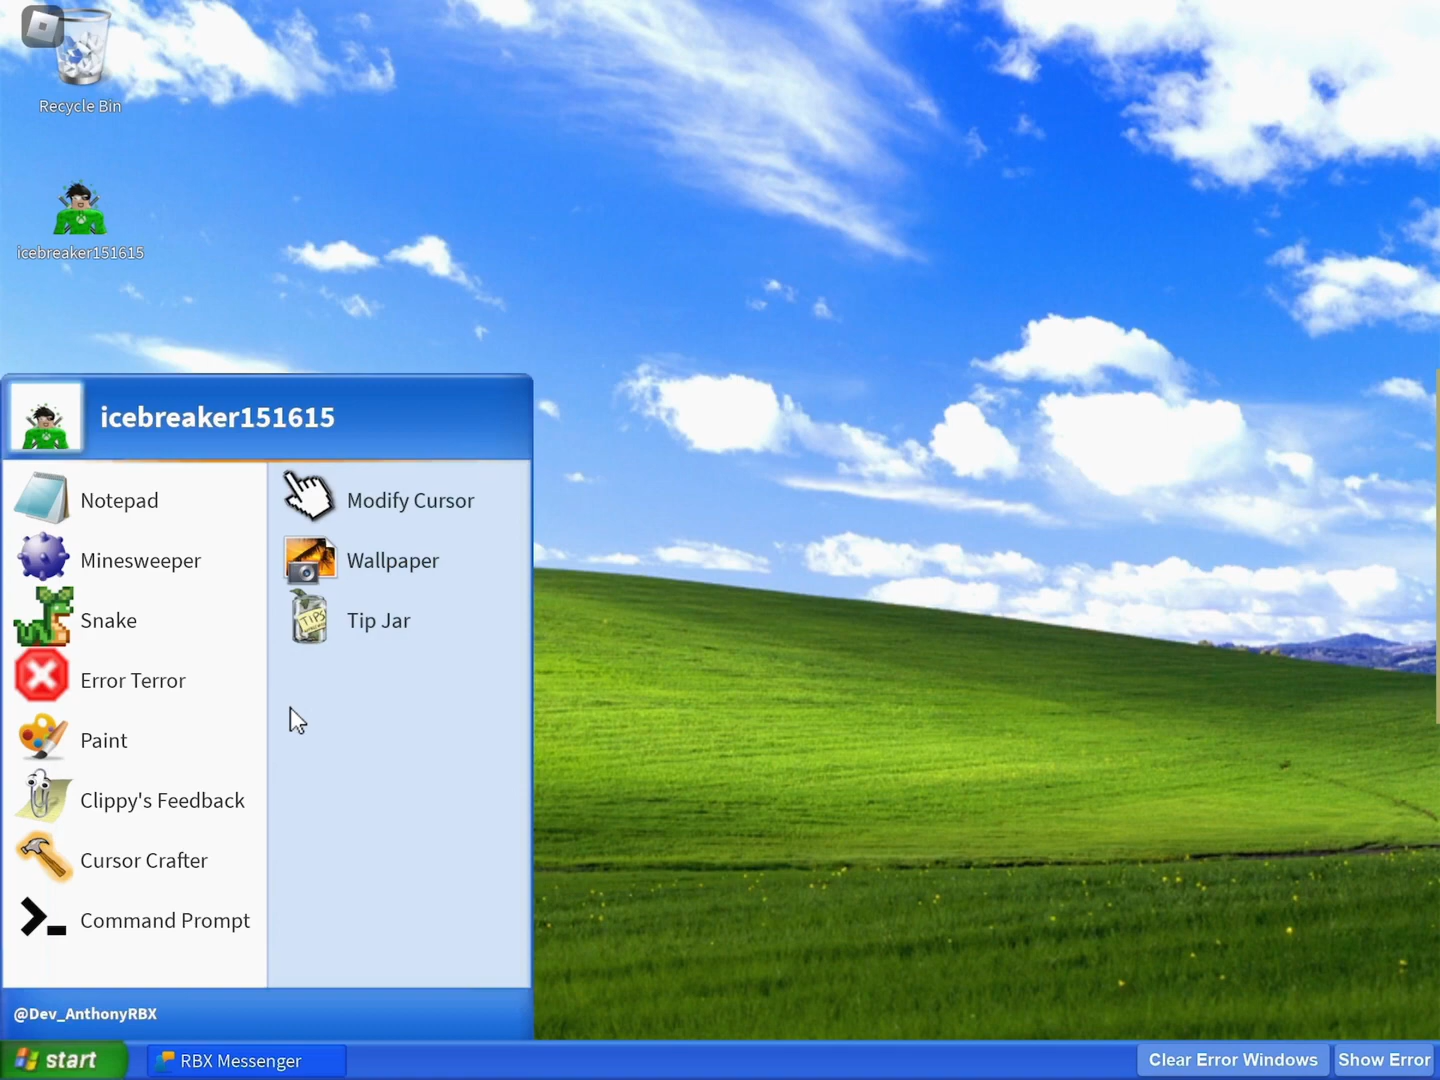 Recycle Bin
icebreaker151615
icebreaker151615
Notepad
Minesweeper
Snake
Error Terror
Paint
Clippy's Feedback
Cursor Crafter
Command Prompt
Modify Cursor
Wallpaper
TIPS
Tip Jar
@Dev_AnthonyRBX
start
RBX Messenger
Clear Error Windows
Show Error